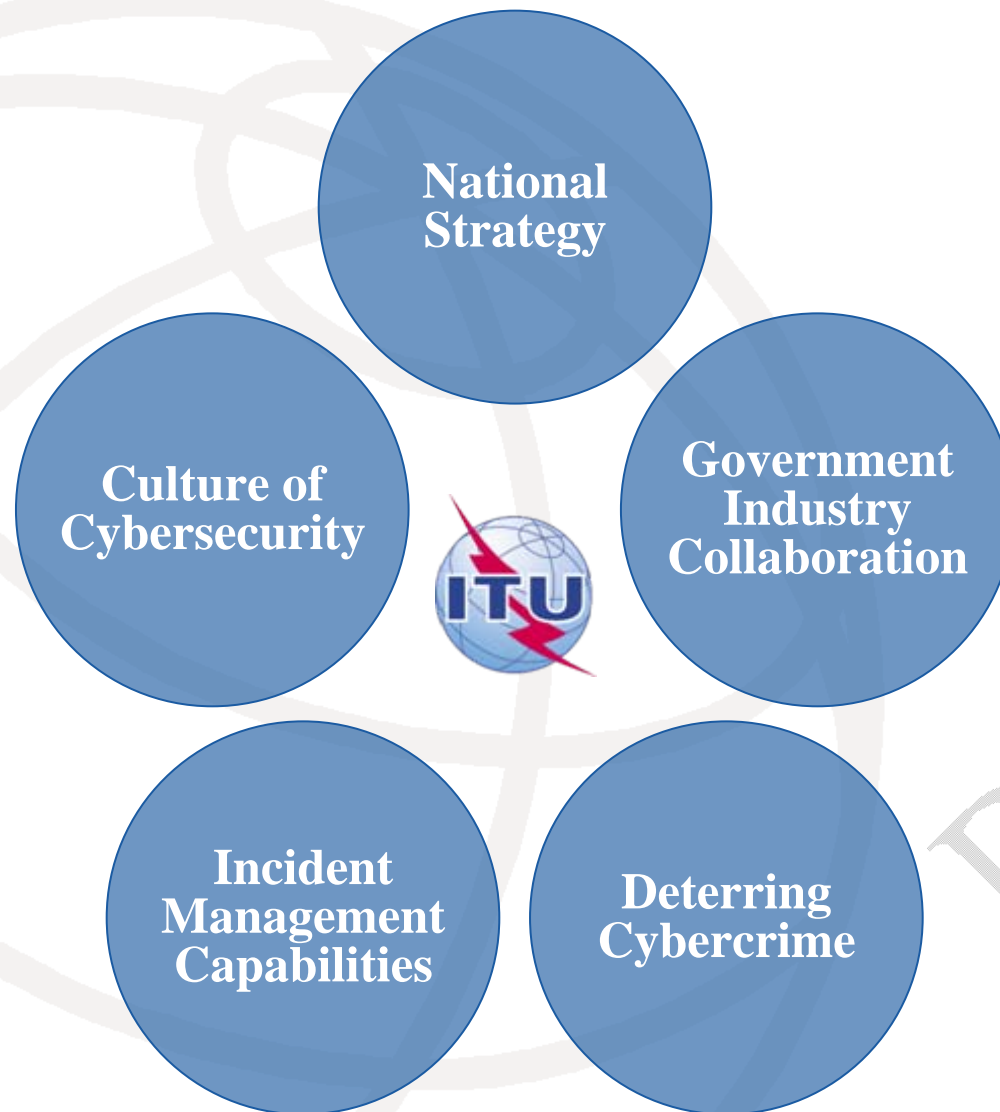 National
Strategy
Government
Industry
Collaboration
Culture of
Cybersecurity
ITU
Deterring
Cybercrime
Incident
Management
Capabilities